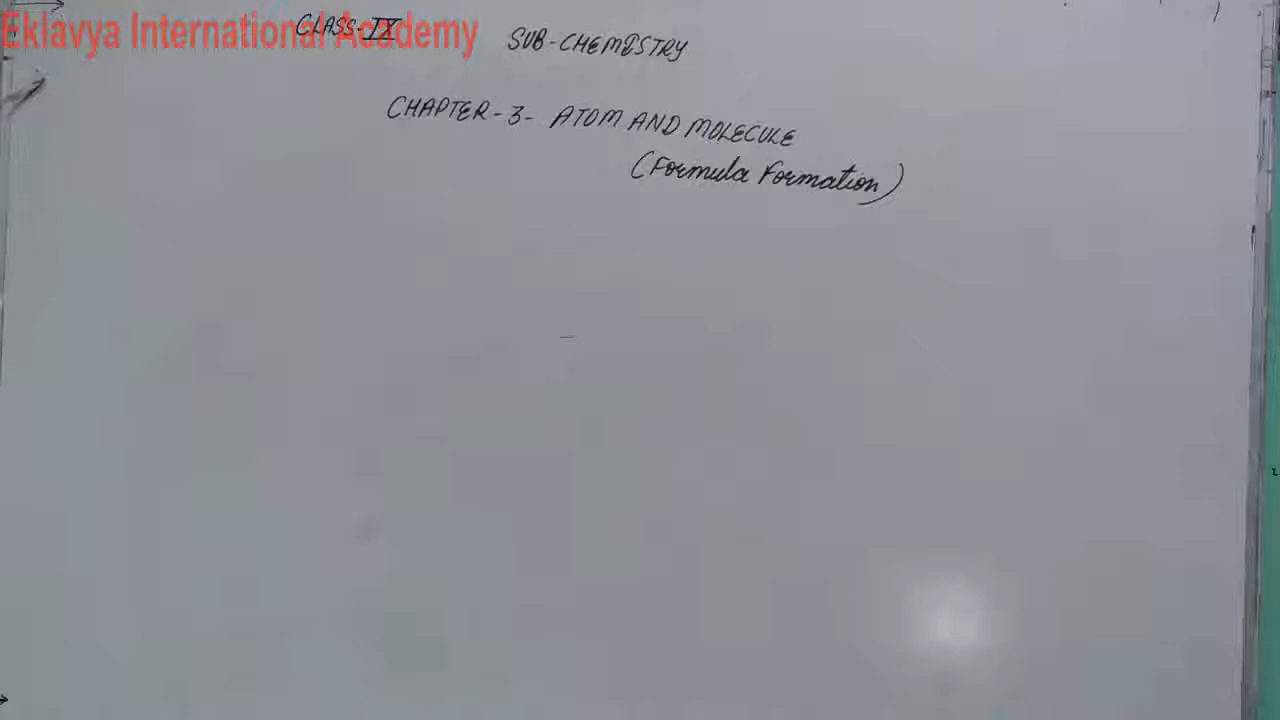 Eklavya International Academy
CLASS-IX
SUB-CHEMISTRY
CHAPTER-3- ATOM AND MOLECULE
(Formula Formation)